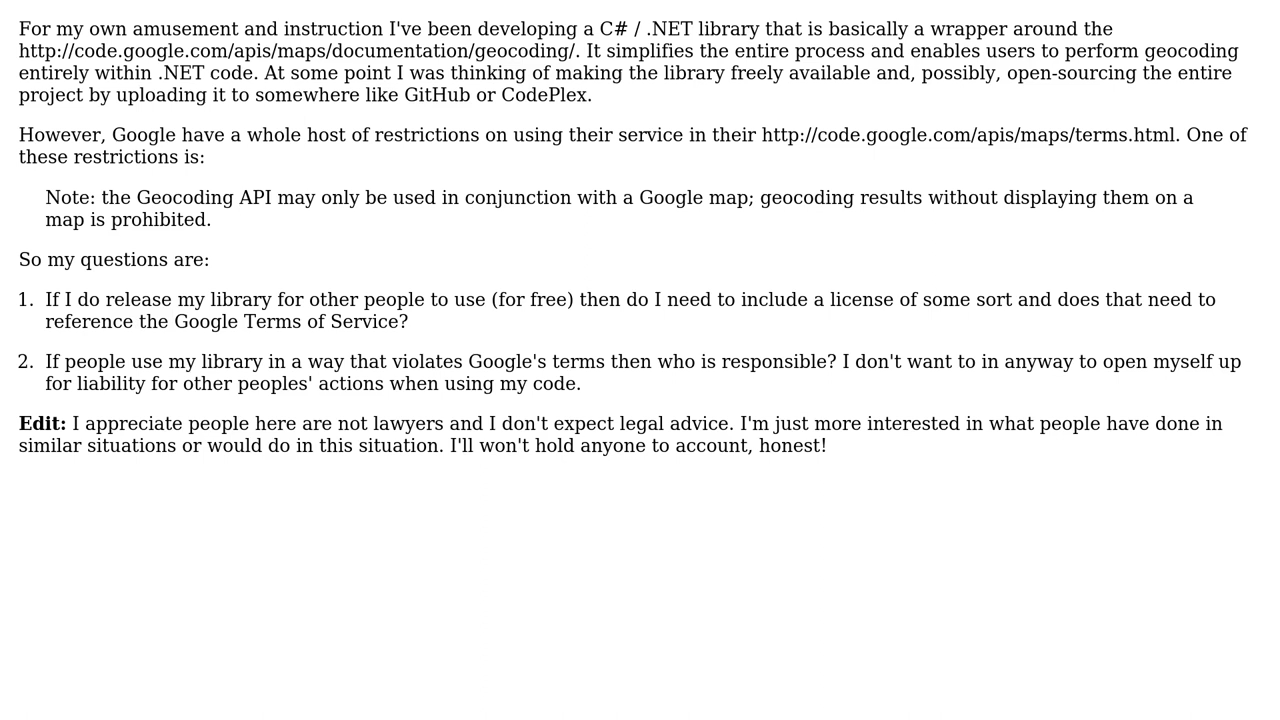 For my own amusement and instruction I've been developing a C# / .NET library that is basically a wrapper around the
http://code.google.com/apis/maps/documentation/geocoding/. It simplifies the entire process and enables users to perform geocoding
entirely within .NET code. At some point I was thinking of making the library freely available and, possibly, open-sourcing the entire
project by uploading it to somewhere like GitHub or CodePlex.
However, Google have a whole host of restrictions on using their service in their http://code.google.com/apis/maps/terms.html. One of
these restrictions is:
Note: the Geocoding API may only be used in conjunction with a Google map; geocoding results without displaying them on a
map is prohibited.
So my questions are:
1. If I do release my library for other people to use (for free) then do I need to include a license of some sort and does that need to
reference the Google Terms of Service?
2. If people use my library in a way that violates Google's terms then who is responsible? I don't want to in anyway to open myself up
for liability for other peoples' actions when using my code.
Edit: I appreciate people here are not lawyers and I don't expect legal advice. I'm just more interested in what people have done in
similar situations or would do in this situation. I'll won't hold anyone to account, honest!